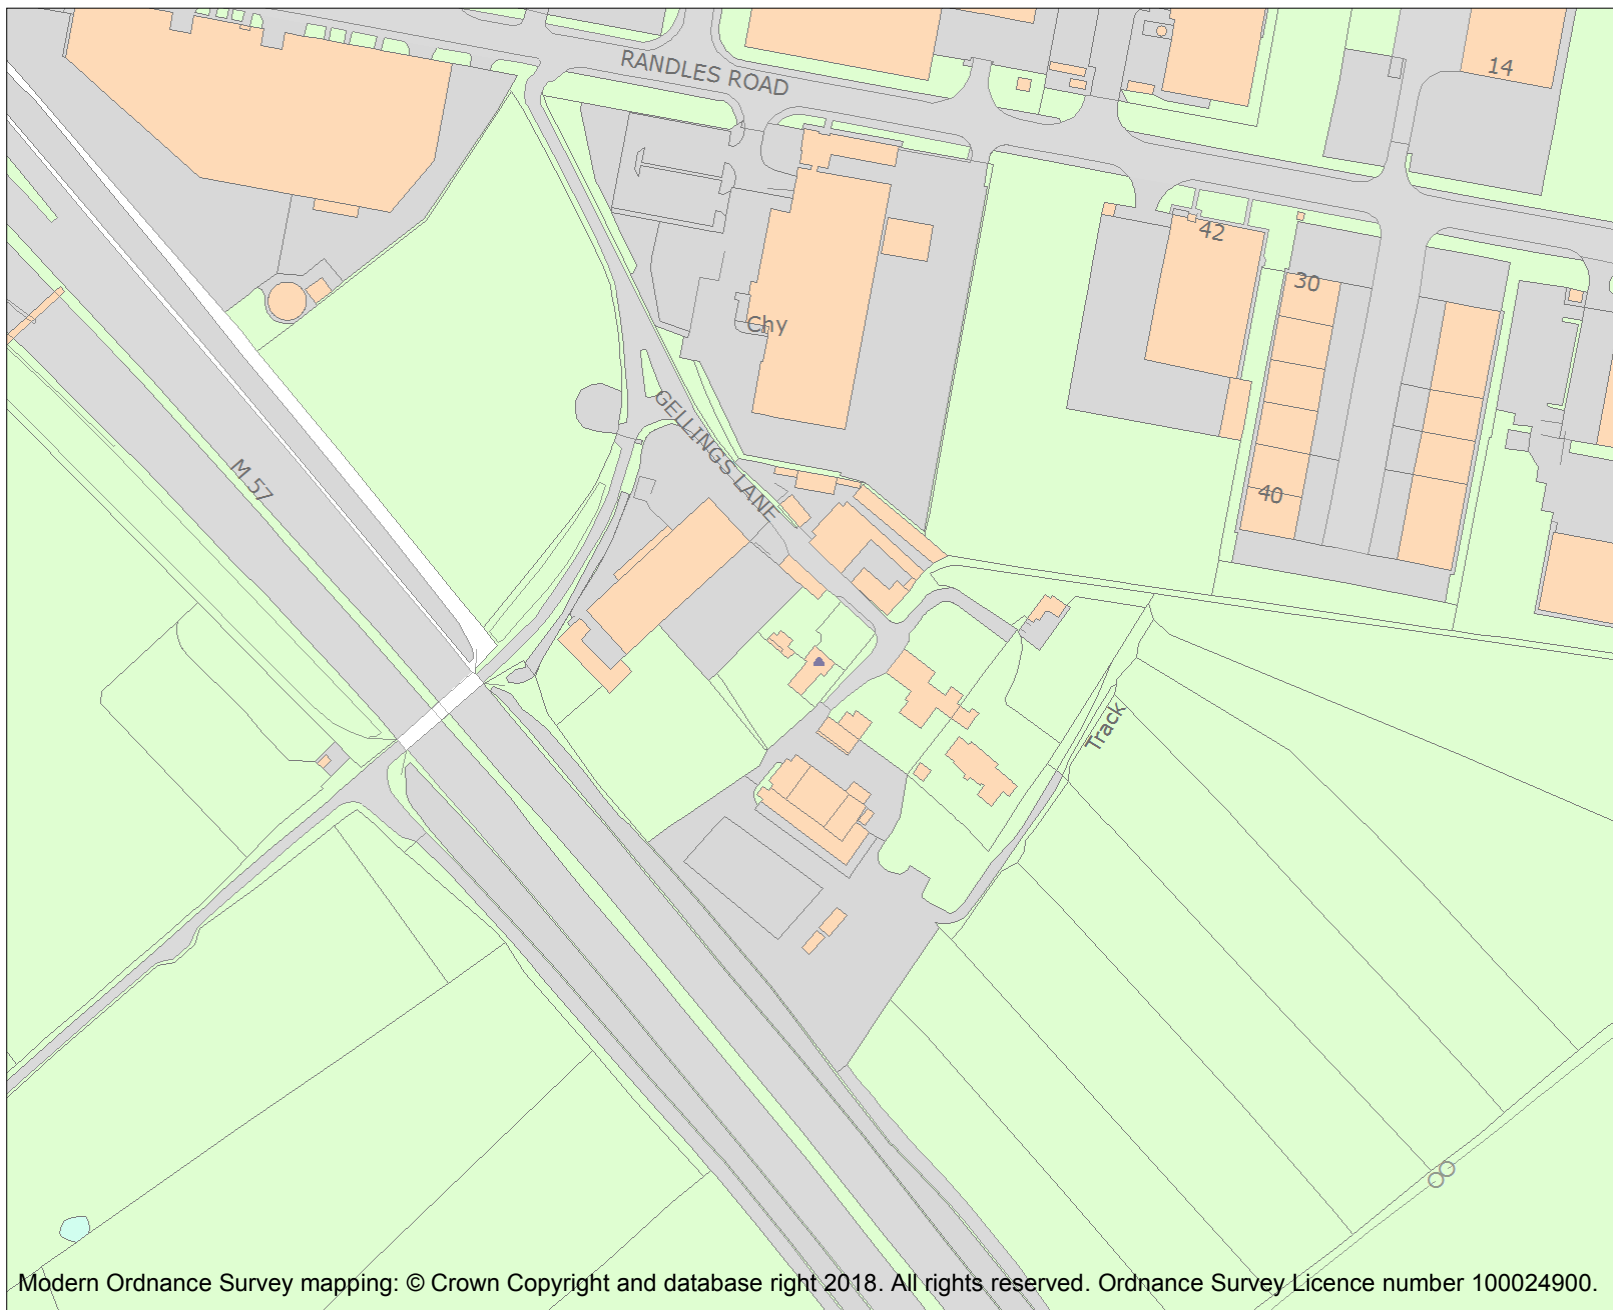 RANDLES ROAD
14
42
30
Chy
GELLINGS LANE
M 57
40
Track
Modern Ordnance Survey mapping: © Crown Copyright and database right 2018. All rights reserved. Ordnance Survey Licence number 100024900.